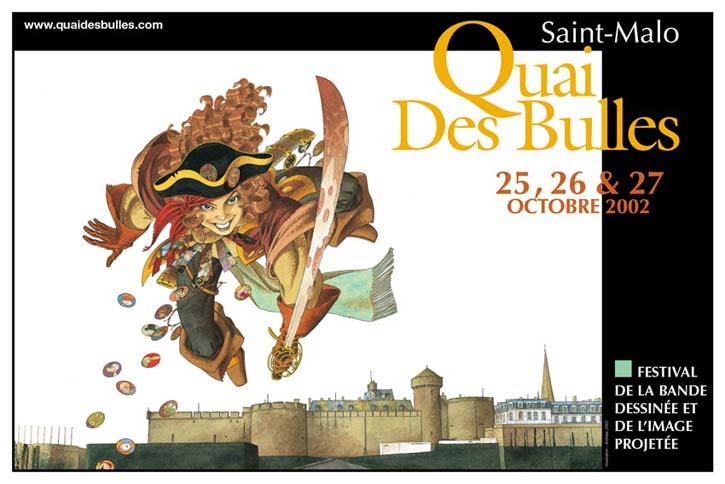 www.quaidesbulles.com
Saint-Malo
Quai
Des Bulles
25, 26 & 27
OCTOBRE 2002
FESTIVAL
DE LA BANDE
DESSINÉE ET
DE L'IMAGE
PROJETÉE